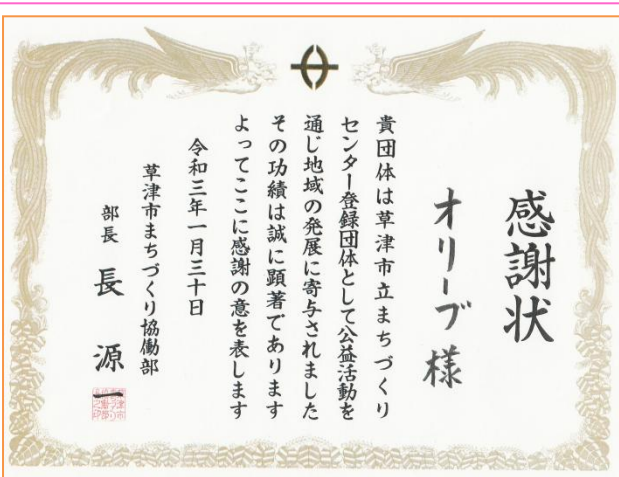 感謝状
オリーブ様
貴団体は草津市立まちづくり
センター登録団体として公益活動を
通じ地域の発展に寄与されました
その功績は誠に顕著であります
よってここに感謝の意を表します
令和三年一月三十日
草津市まちづくり協働部
部長 長 源一